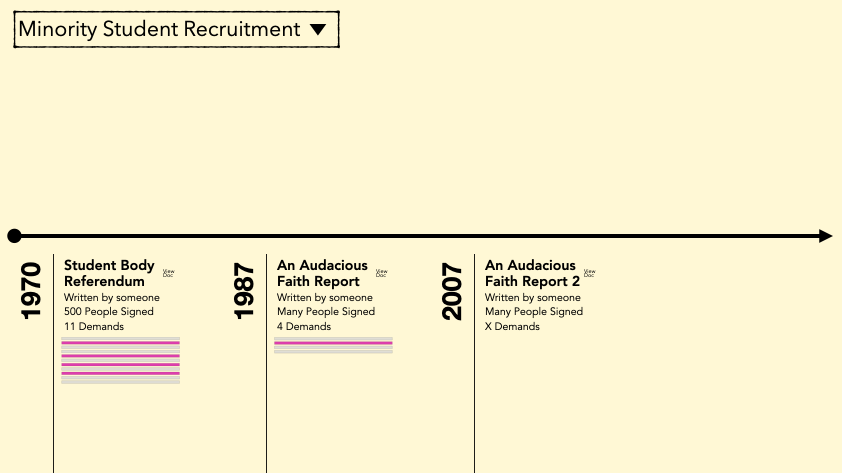 Minority Student Recruitment
1970
Student Body
Referendum
View
Doc
Written by someone
500 People Signed
11 Demands
1987
An Audacious
Faith Report
View
Doc
Written by someone
Many People Signed
4 Demands
2007
An Audacious
Faith Report 2
View
Doc
Written by someone
Many People Signed
X Demands